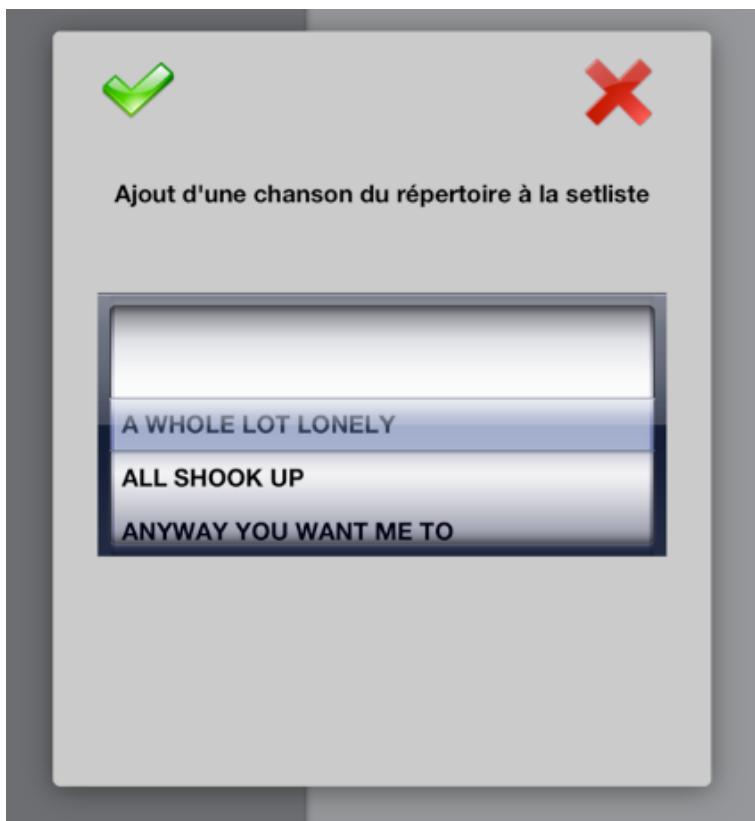 Ajout d'une chanson du répertoire à la setliste
A WHOLE LOT LONELY
ALL SHOOK UP
ANYWAY YOU WANT ME TO